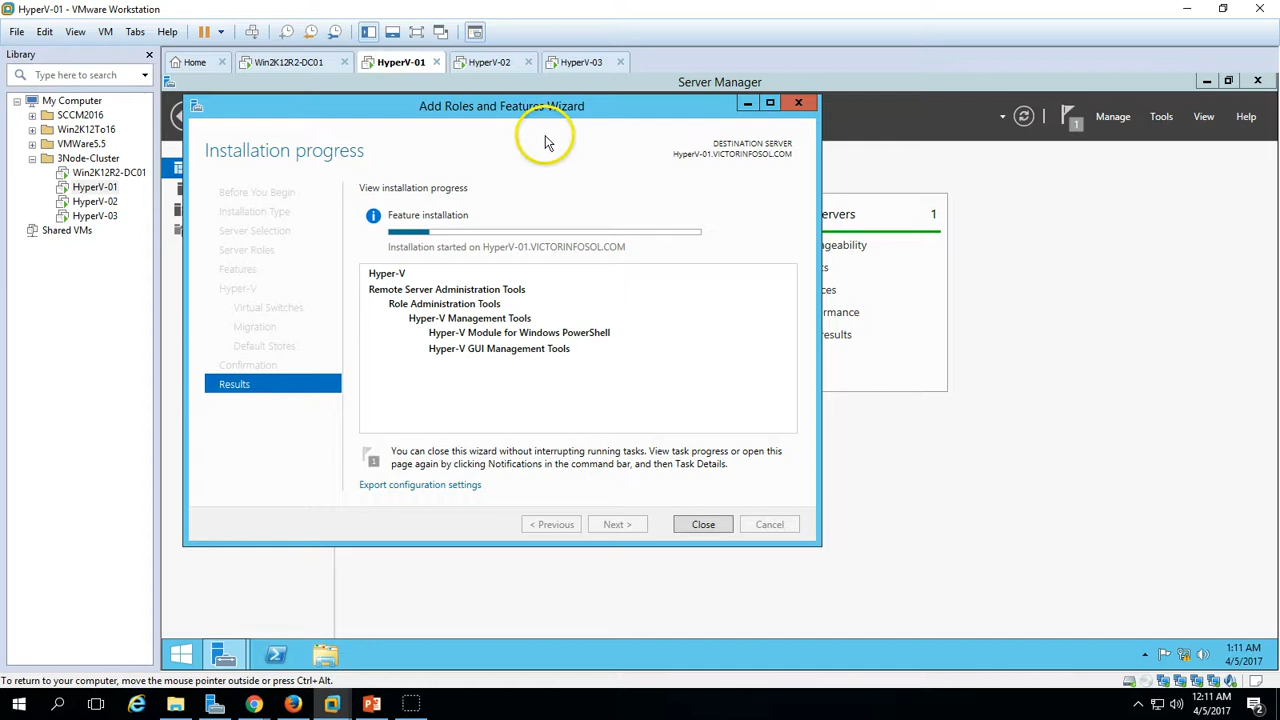 HyperV-01 - VMware Workstation
File Edit View VM Tabs Help
Library
Type here to search
My Computer
SCCM2016
Win2K12To16
VMWare5.5
3Node-Cluster
Win2K12R2-DC01
HyperV-01
HyperV-02
HyperV-03
Shared VMs
Home Win2K12R2-DC01 HyperV-01 HyperV-02 HyperV-03
Server Manager
1 Manage Tools View Help
Add Roles and Features Wizard
Installation progress
DESTINATION SERVER
HyperV-01.VICTORINFOSOL.COM
Before You Begin
Installation Type
Server Selection
Server Roles
Features
Hyper-V
Virtual Switches
Migration
Default Stores
Confirmation
Results
View installation progress
Feature installation
Installation started on HyperV-01.VICTORINFOSOL.COM
Hyper-V
Remote Server Administration Tools
Role Administration Tools
Hyper-V Management Tools
Hyper-V Module for Windows PowerShell
Hyper-V GUI Management Tools
1
You can close this wizard without interrupting running tasks. View task progress or open this
page again by clicking Notifications in the command bar, and then Task Details.
Export configuration settings
< Previous Next > Close Cancel
ervers 1
geability
ts
ces
rmance
results
1:11 AM
4/5/2017
To return to your computer, move the mouse pointer outside or press Ctrl+Alt.
12:11 AM
4/5/2017
2